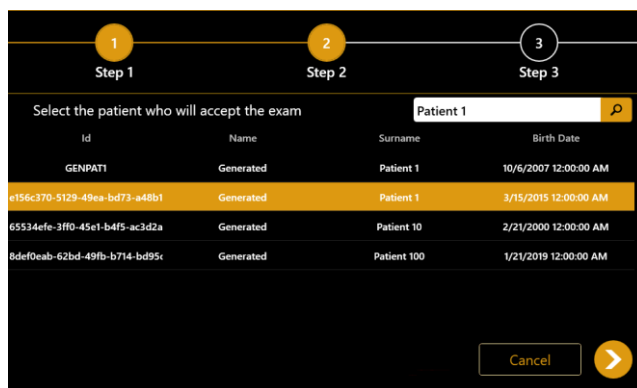 1 2 3
Step 1 Step 2 Step 3
Select the patient who will accept the exam Patient 1
Id Name Surname Birth Date
GENPAT1 Generated Patient 1 10/6/2007 12:00:00 AM
e156c370-5129-49ea-bd73-a48b1 Generated Patient 1 3/15/2015 12:00:00 AM
65534efe-3ff0-45e1-b4f5-ac3d2a Generated Patient 10 2/21/2000 12:00:00 AM
8def0eab-62bd-49fb-b714-bd95c Generated Patient 100 1/21/2019 12:00:00 AM
Cancel